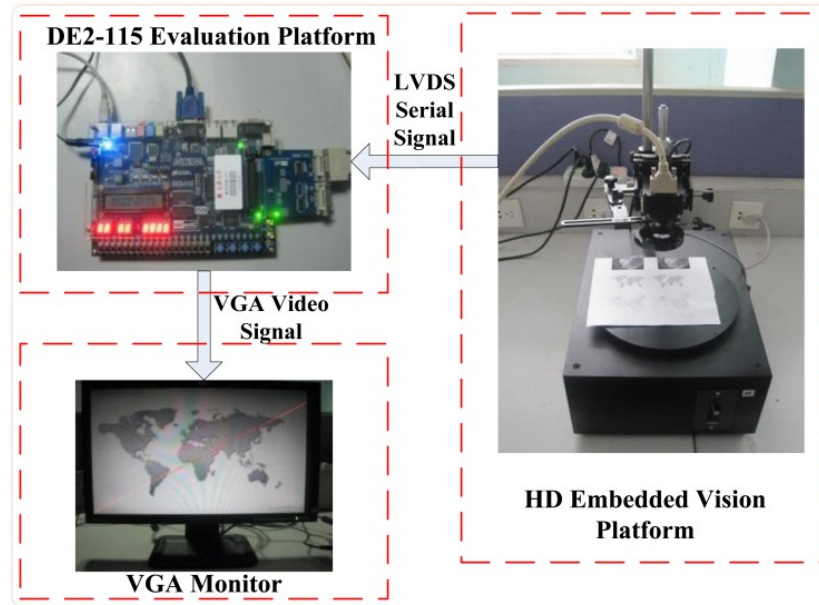 DE2-115 Evaluation Platform
LVDS
Serial
Signal
VGA Video
Signal
VGA Monitor
HD Embedded Vision
Platform